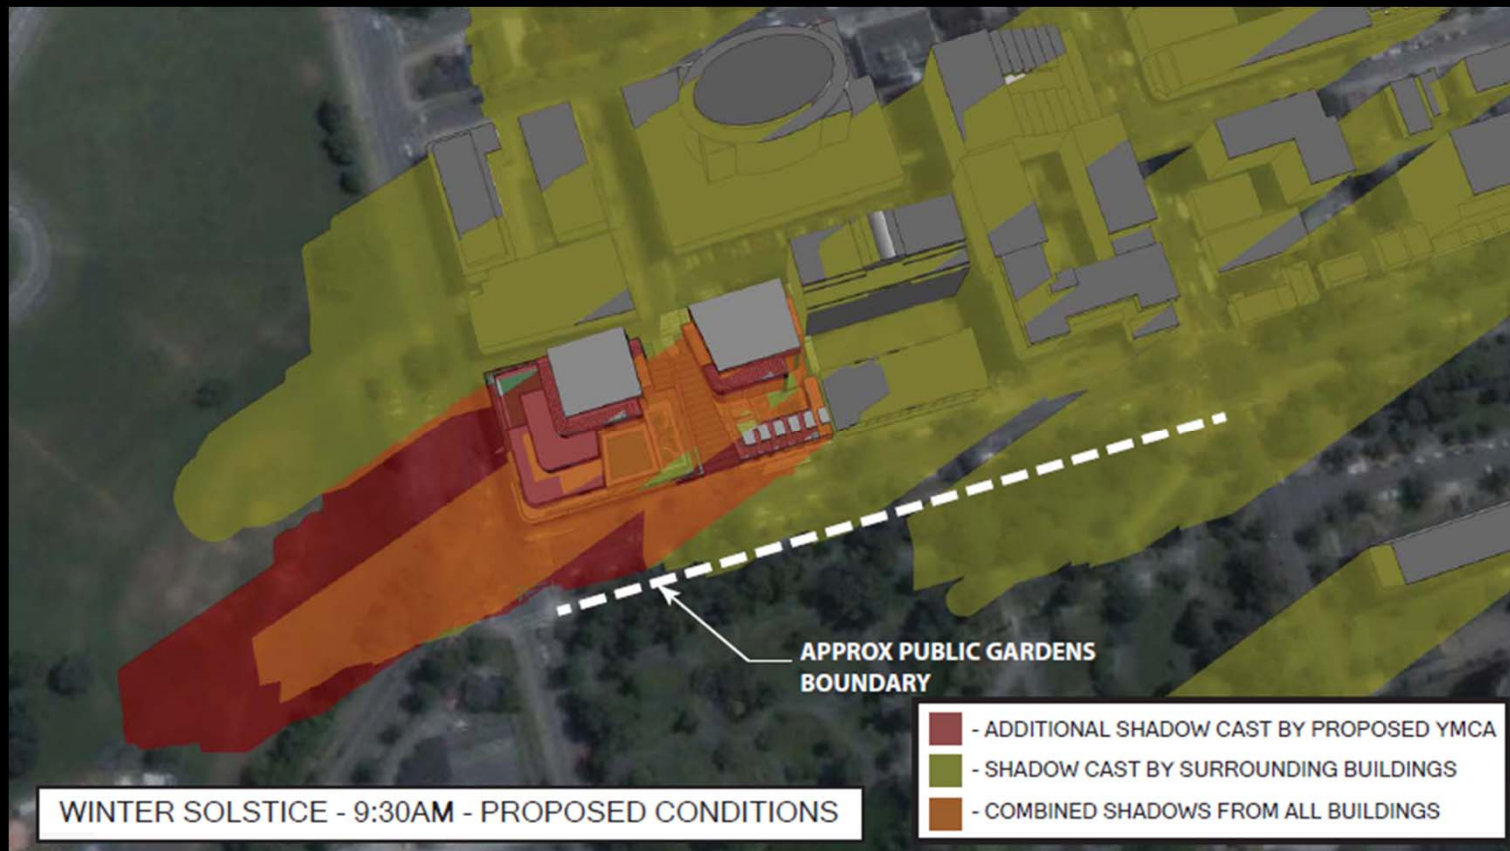 APPROX PUBLIC GARDENS
BOUNDARY
- ADDITIONAL SHADOW CAST BY PROPOSED YMCA
- SHADOW CAST BY SURROUNDING BUILDINGS
- COMBINED SHADOWS FROM ALL BUILDINGS
WINTER SOLSTICE - 9:30AM - PROPOSED CONDITIONS